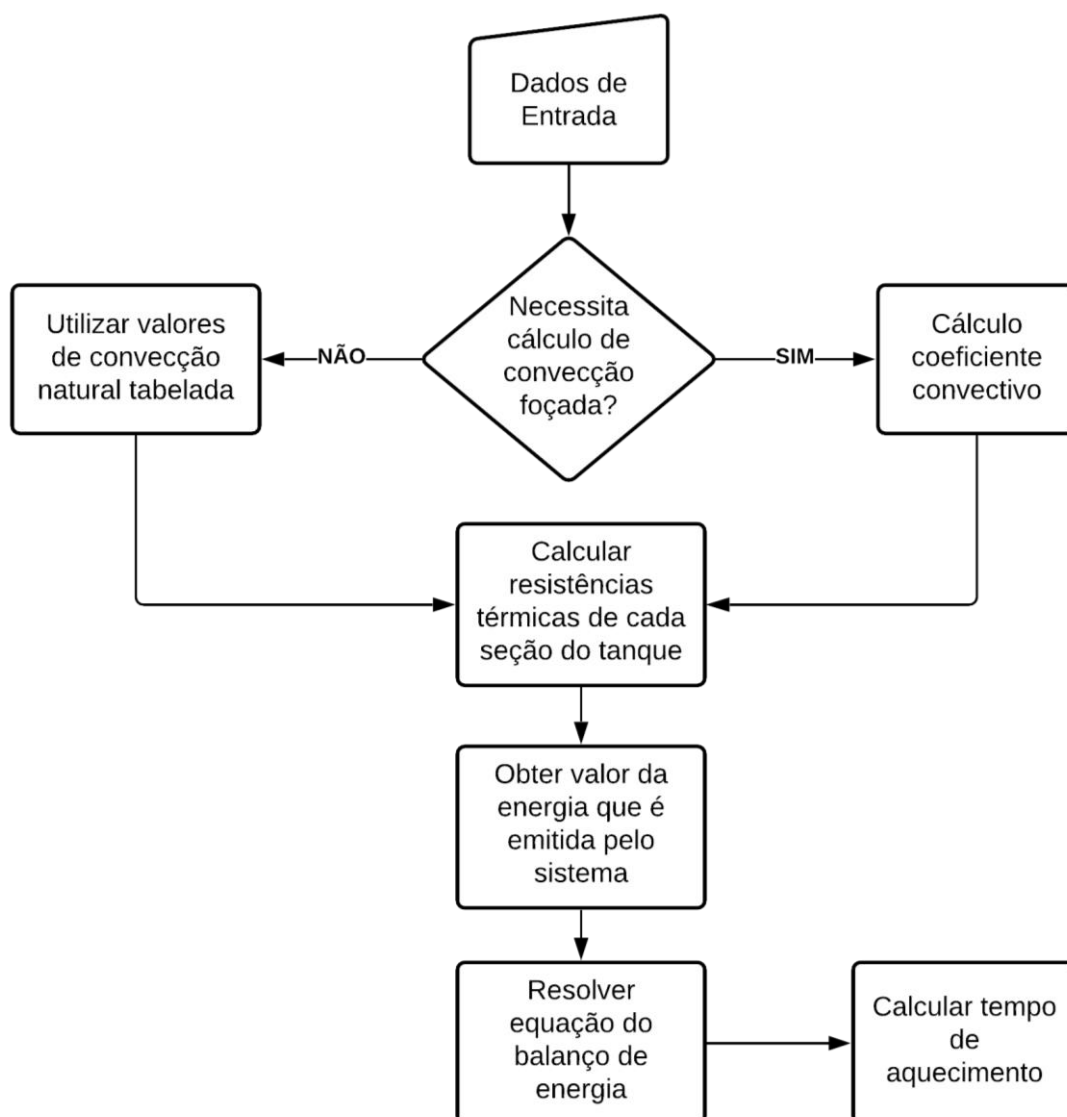 Dados de
Entrada
Necessita
cálculo de
convecção
foçada?
NÃO
SIM
Utilizar valores
de convecção
natural tabelada
Cálculo
coeficiente
convectivo
Calcular
resistências
térmicas de cada
seção do tanque
Obter valor da
energia que é
emitida pelo
sistema
Resolver
equação do
balanço de
energia
Calcular tempo
de
aquecimento